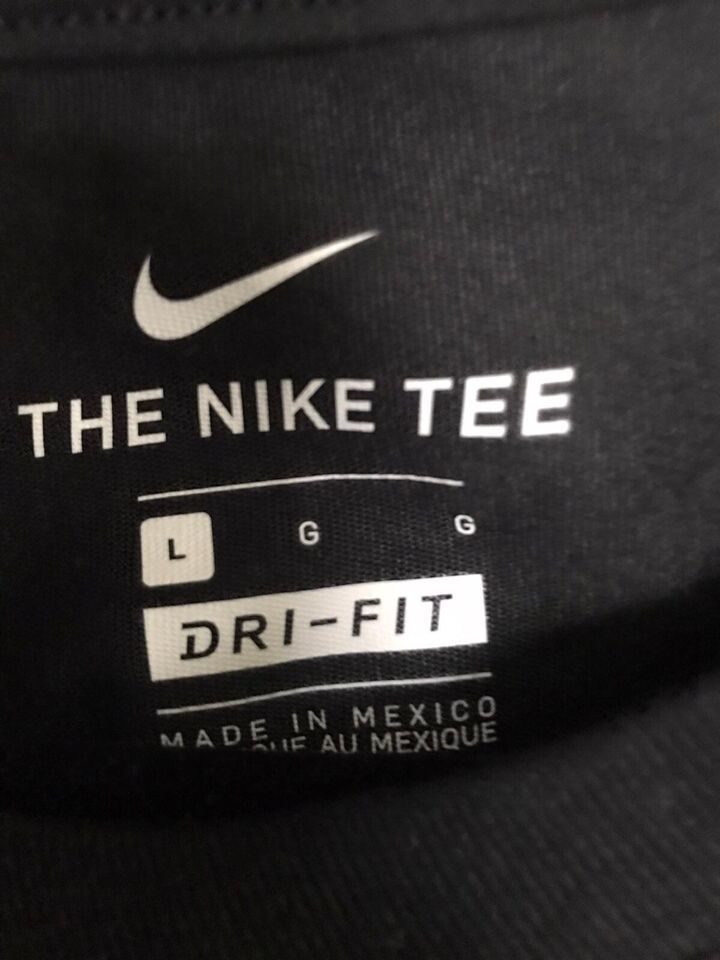 THE NIKE TEE
L G G
DRI-FIT
MADE IN MEXICO
AU MEXIQUE